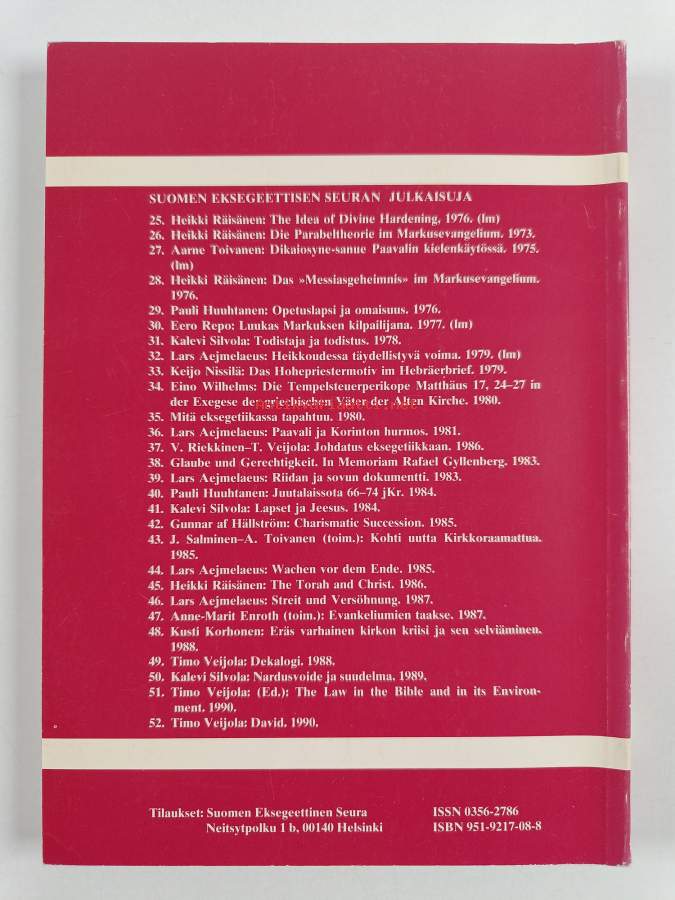 SUOMEN EKSEGEETTISEN SEURAN JULKAISUJA
25. Heikki Räisänen: The Idea of Divine Hardening, 1976. (lm)
26. Heikki Räisänen: Die Parabeltheorie im Markusevangelium. 1973.
27. Aarne Toivanen: Dikaiosyne-sanue Paavalin kielenkäytössä. 1975.
(lm)
28. Heikki Räisänen: Das »Messiasgeheimnis» im Markusevangelium.
1976.
29. Pauli Huuhtanen: Opetuslapsi ja omaisuus. 1976.
30. Eero Repo: Luukas Markuksen kilpailijana. 1977. (lm)
31. Kalevi Silvola: Todistaja ja todistus. 1978.
32. Lars Aejmelaeus: Heikkoudessa täydellistyvä voima. 1979. (lm)
33. Keijo Nissilä: Das Hohepriestermotiv im Hebräerbrief. 1979.
34. Eino Wilhelms: Die Tempelsteuerperikope Matthäus 17, 24–27 in
der Exegese der griechischen Väter der Alten Kirche. 1980.
35. Mitä eksegetiikassa tapahtuu. 1980.
36. Lars Aejmelaeus: Paavali ja Korinton hurmos. 1981.
37. V. Riekkinen–T. Veijola: Johdatus eksegetiikkaan. 1986.
38. Glaube und Gerechtigkeit. In Memoriam Rafael Gyllenberg. 1983.
39. Lars Aejmelaeus: Riidan ja sovun dokumentti. 1983.
40. Pauli Huuhtanen: Juutalaissota 66–74 jKr. 1984.
41. Kalevi Silvola: Lapset ja Jeesus. 1984.
42. Gunnar af Hällström: Charismatic Succession. 1985.
43. J. Salminen–A. Toivanen (toim.): Kohti uutta Kirkkoraamattua.
1985.
44. Lars Aejmelaeus: Wachen vor dem Ende. 1985.
45. Heikki Räisänen: The Torah and Christ. 1986.
46. Lars Aejmelaeus: Streit und Versöhnung. 1987.
47. Anne-Marit Enroth (toim.): Evankeliumien taakse. 1987.
48. Kusti Korhonen: Eräs varhainen kirkon kriisi ja sen selviäminen.
1988.
49. Timo Veijola: Dekalogi. 1988.
50. Kalevi Silvola: Nardusvoide ja suudelma. 1989.
51. Timo Veijola: (Ed.): The Law in the Bible and in its Environ-
ment. 1990.
52. Timo Veijola: David. 1990.
Tilaukset: Suomen Eksegeettinen Seura
Neitsytpolku 1 b, 00140 Helsinki
ISSN 0356-2786
ISBN 951-9217-08-8